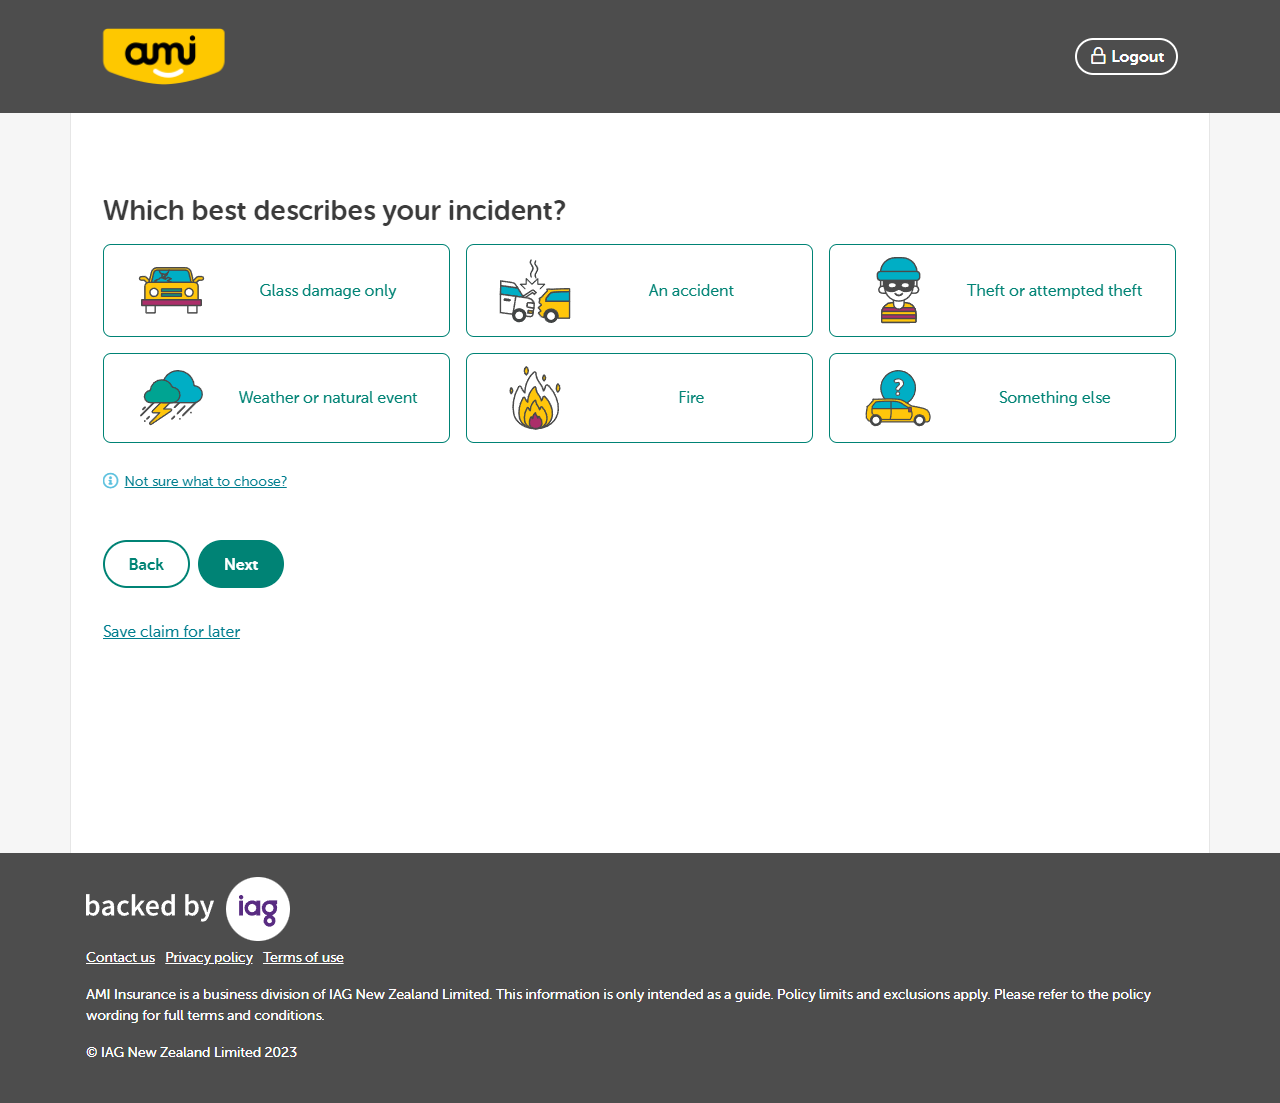 ami
Logout
Which best describes your incident?
Glass damage only
An accident
Theft or attempted theft
Weather or natural event
Fire
?
Something else
Not sure what to choose?
Back
Next
Save claim for later
backed by iag
Contact us Privacy policy Terms of use
AMI Insurance is a business division of IAG New Zealand Limited. This information is only intended as a guide. Policy limits and exclusions apply. Please refer to the policy
wording for full terms and conditions.
© IAG New Zealand Limited 2023